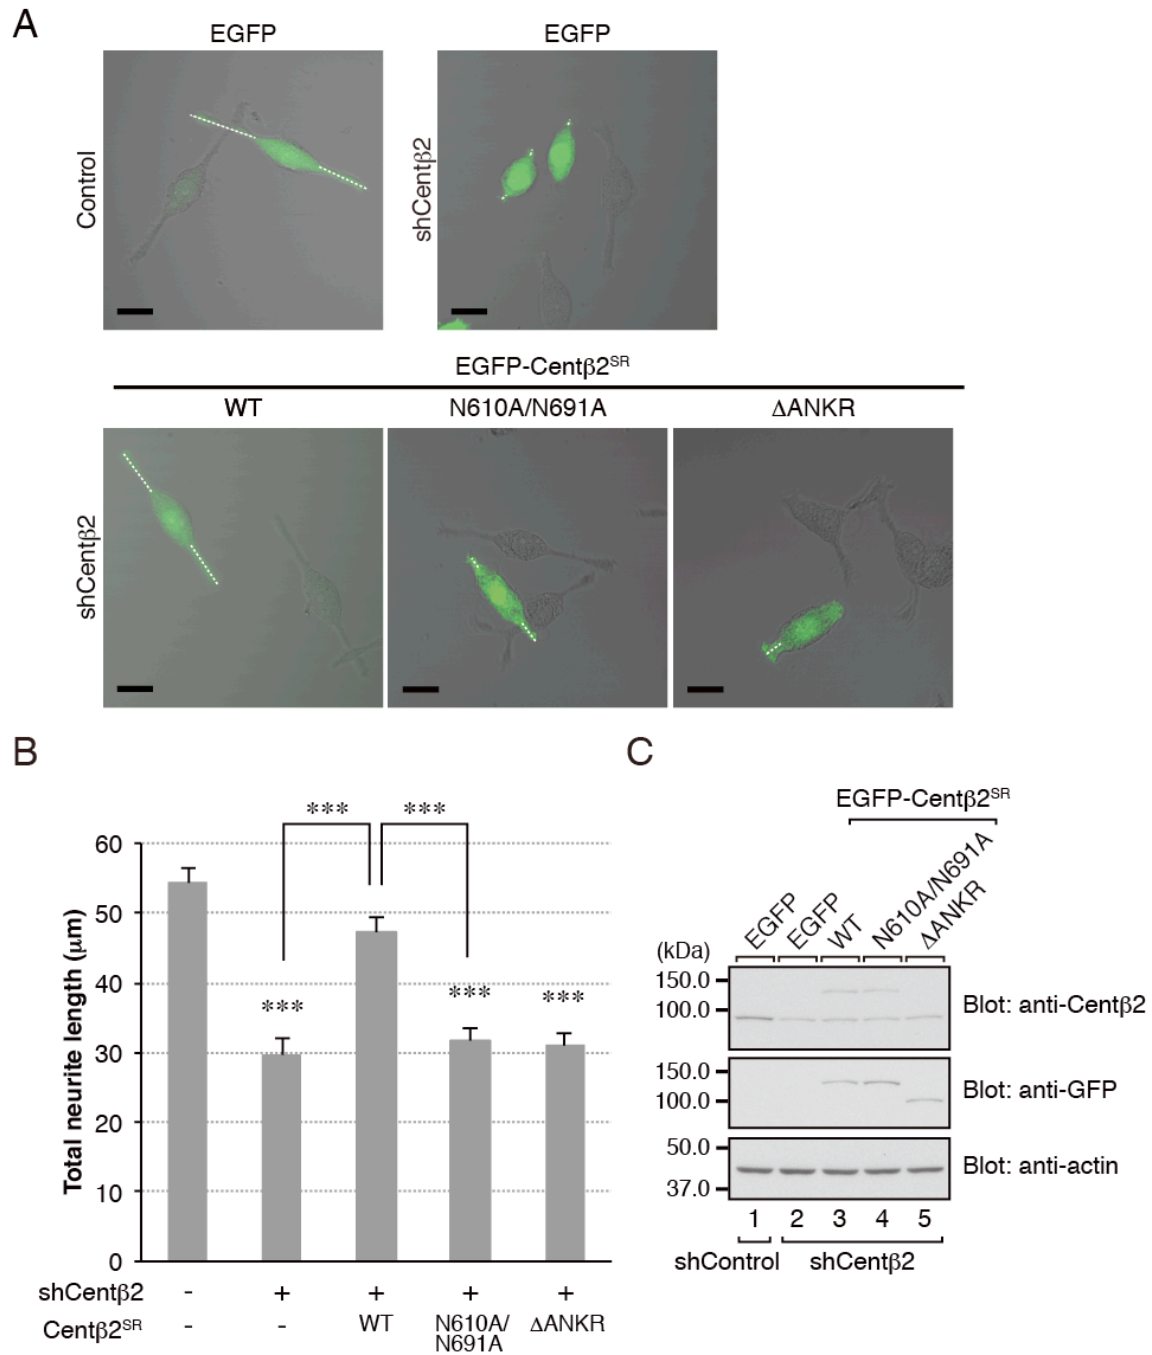 A
EGFP
EGFP
Control
shCentβ2
EGFP-Centβ2SR
WT
N610A/N691A
ΔANKR
shCentβ2
B
Total neurite length (μm)
***
***
60
50
40
30
20
10
0
***
***
***
shCentβ2 - + + + +
Centβ2SR - - WT N610A/ ΔANKR
N691A
C
EGFP-Centβ2SR
EGFP
EGFP
WT
N610A/N691A
ΔANKR
(kDa)
150.0
100.0
Blot: anti-Centβ2
150.0
100.0
Blot: anti-GFP
50.0
37.0
Blot: anti-actin
1 2 3 4 5
shControl shCentβ2